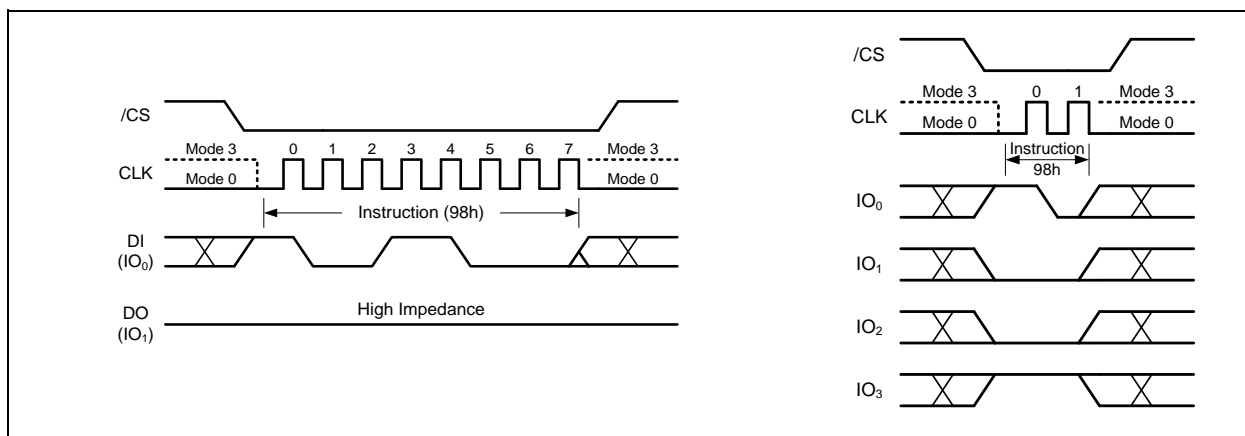 /CS
Mode 3
0 1 2 3 4 5 6 7
Mode 3
CLK
Mode 0
Mode 0
Instruction (98h)
DI
(IO0)
High Impedance
DO
(IO1)
/CS
Mode 3
0 1
Mode 3
CLK
Mode 0
Mode 0
Instruction
98h
IO0
IO1
IO2
IO3